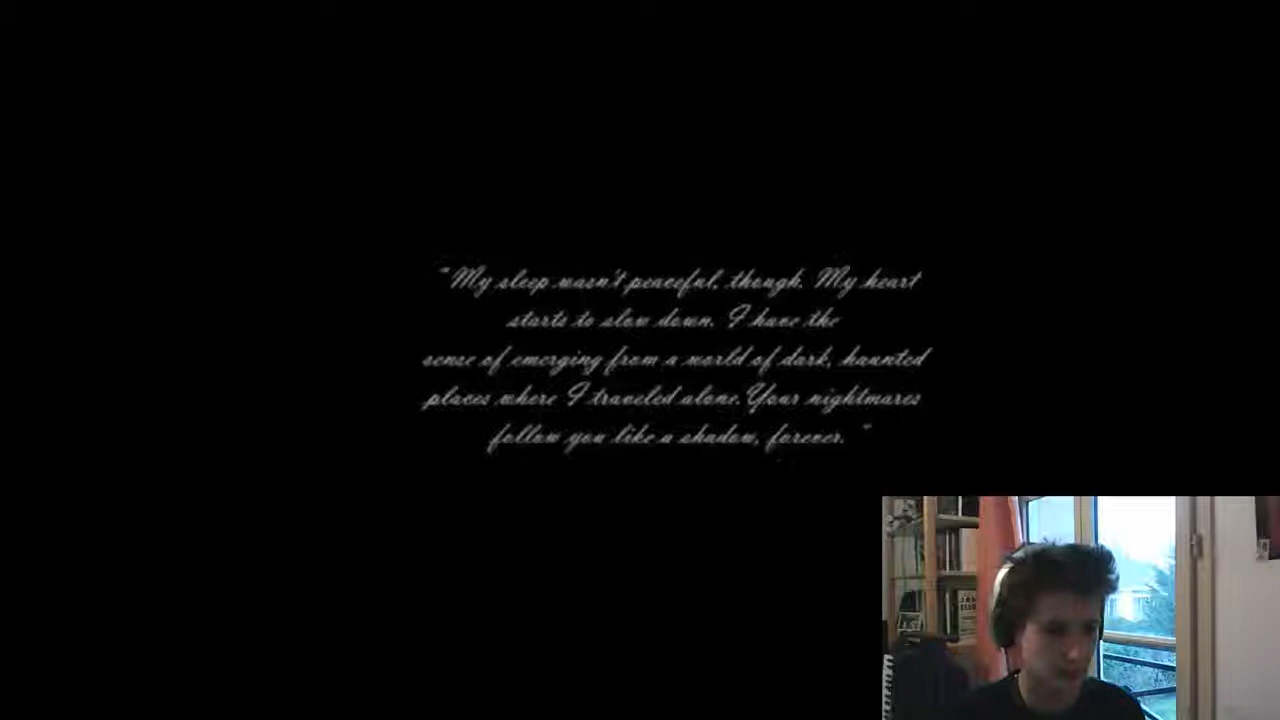 "My sleep wasn't peaceful, though. My heart
starts to slow down. I have the
sense of emerging from a world of dark, haunted
places where I traveled alone.Your nightmares
follow you like a shadow, forever. "